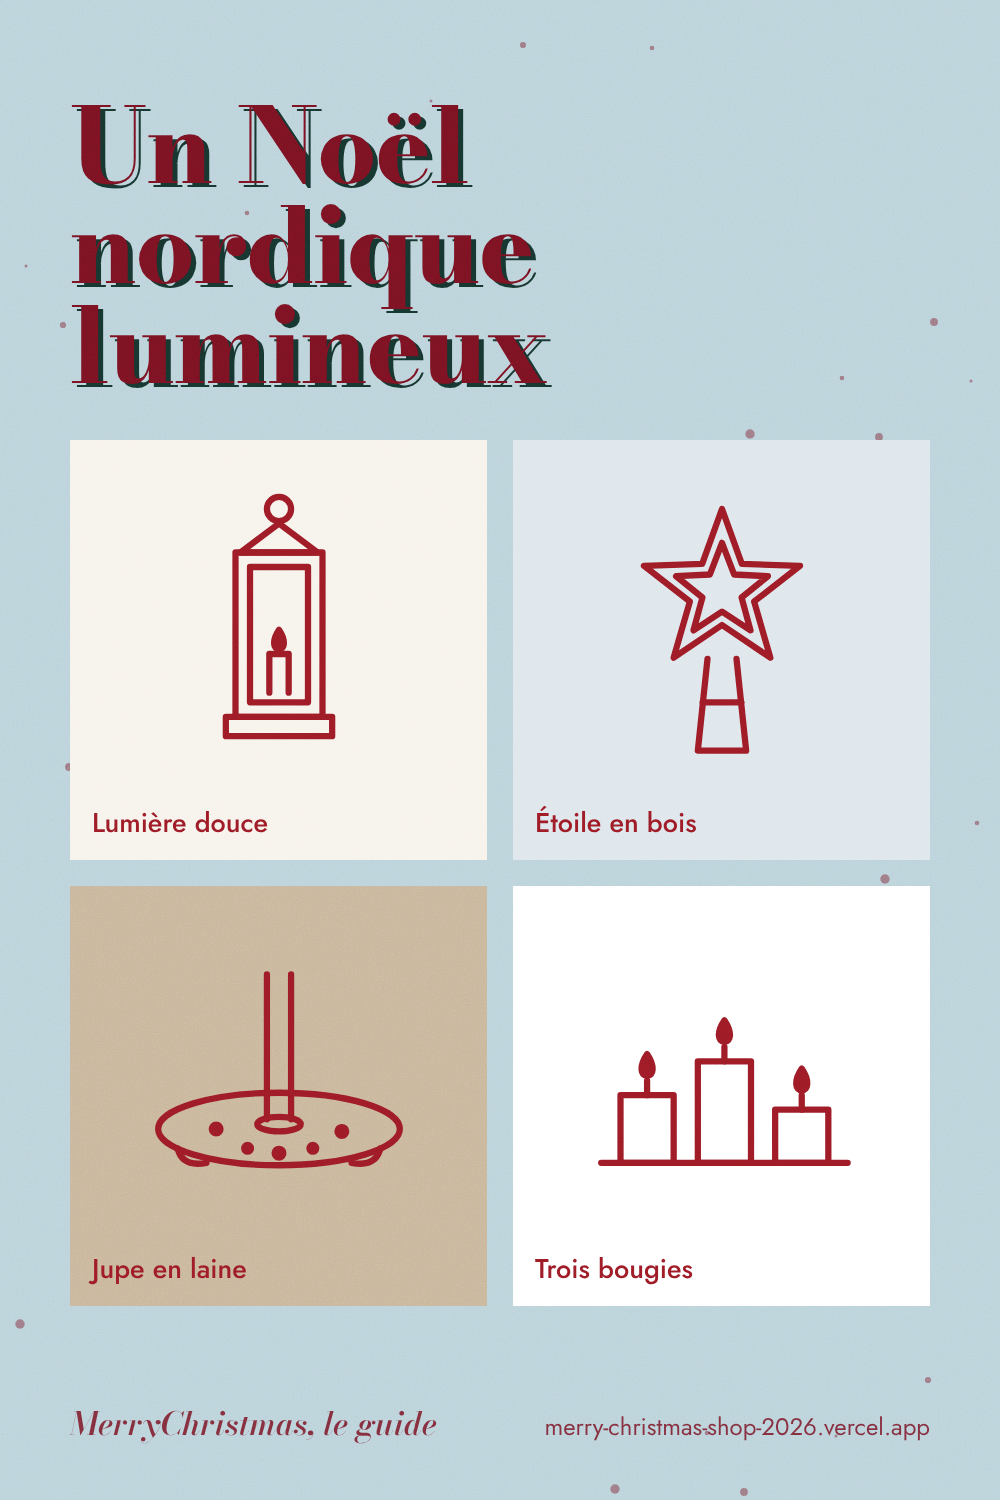 Un Noël
nordique
lumineux
Lumière douce
Étoile en bois
Jupe en laine
Trois bougies
MerryChristmas, le guide
merry-christmas-shop-2026.vercel.app